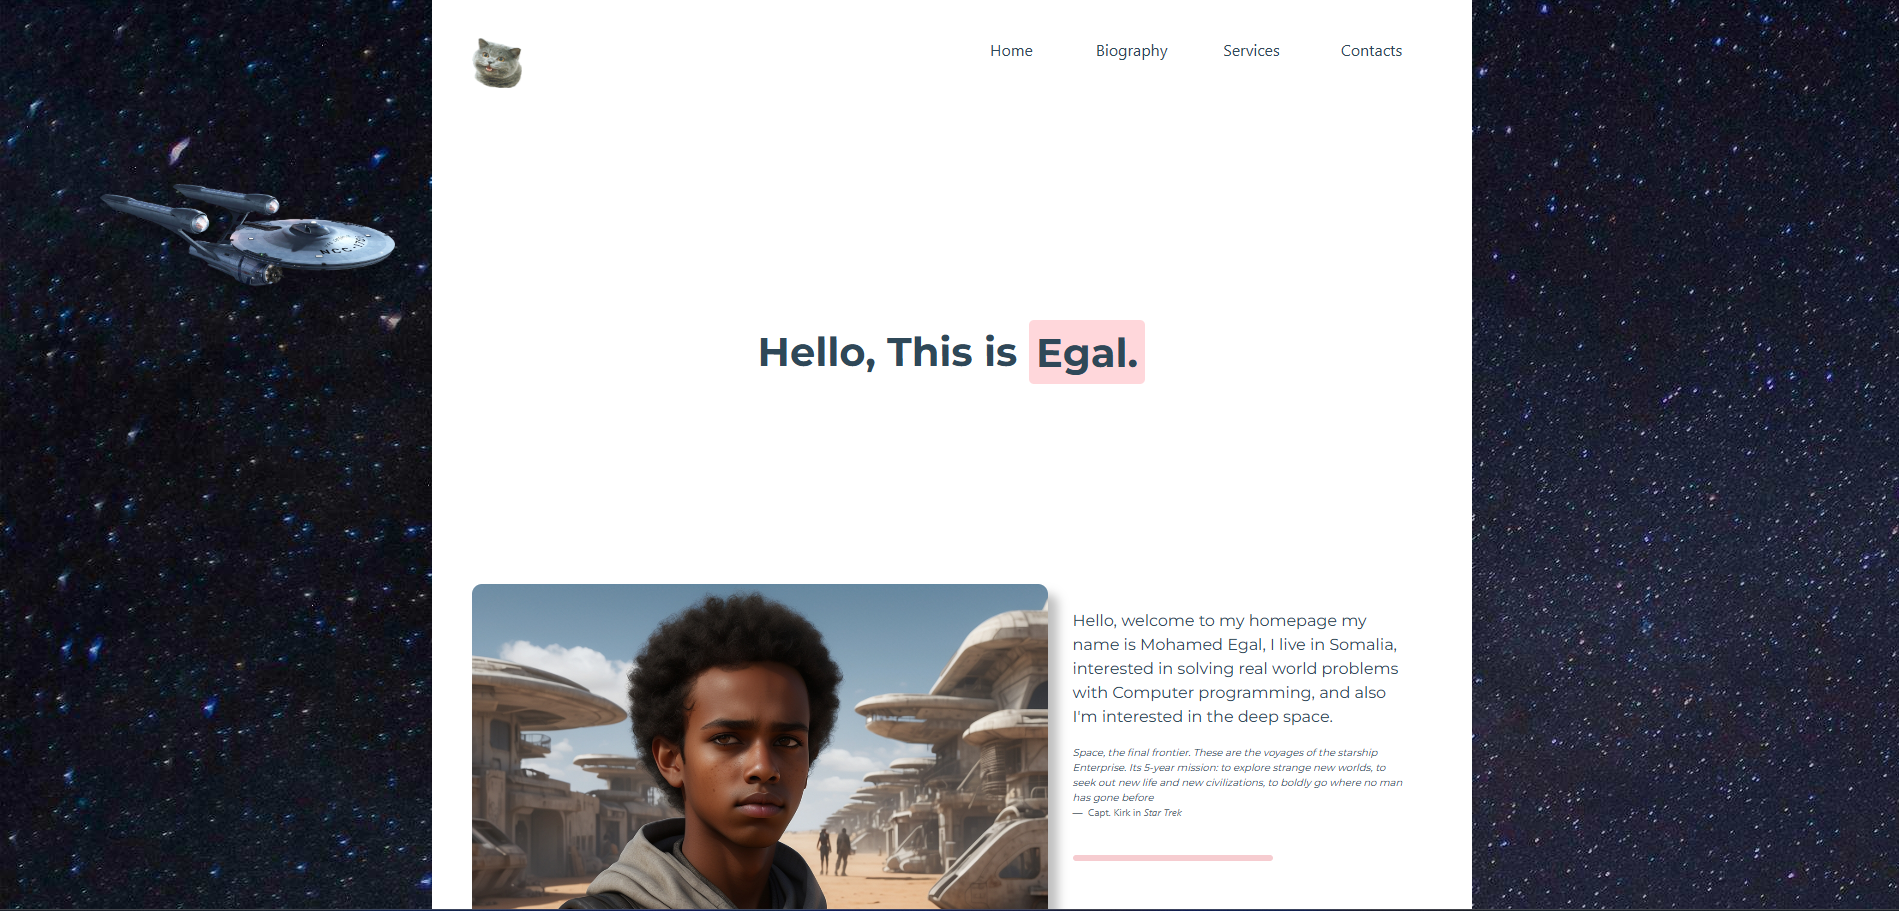 Home Biography Services Contacts
NCC-170
Hello, This is Egal.
Hello, welcome to my homepage my
name is Mohamed Egal, I live in Somalia,
interested in solving real world problems
with Computer programming, and also
I'm interested in the deep space.
Space, the final frontier. These are the voyages of the starship
Enterprise. Its 5-year mission: to explore strange new worlds, to
seek out new life and new civilizations, to boldly go where no man
has gone before
— Capt. Kirk in Star Trek